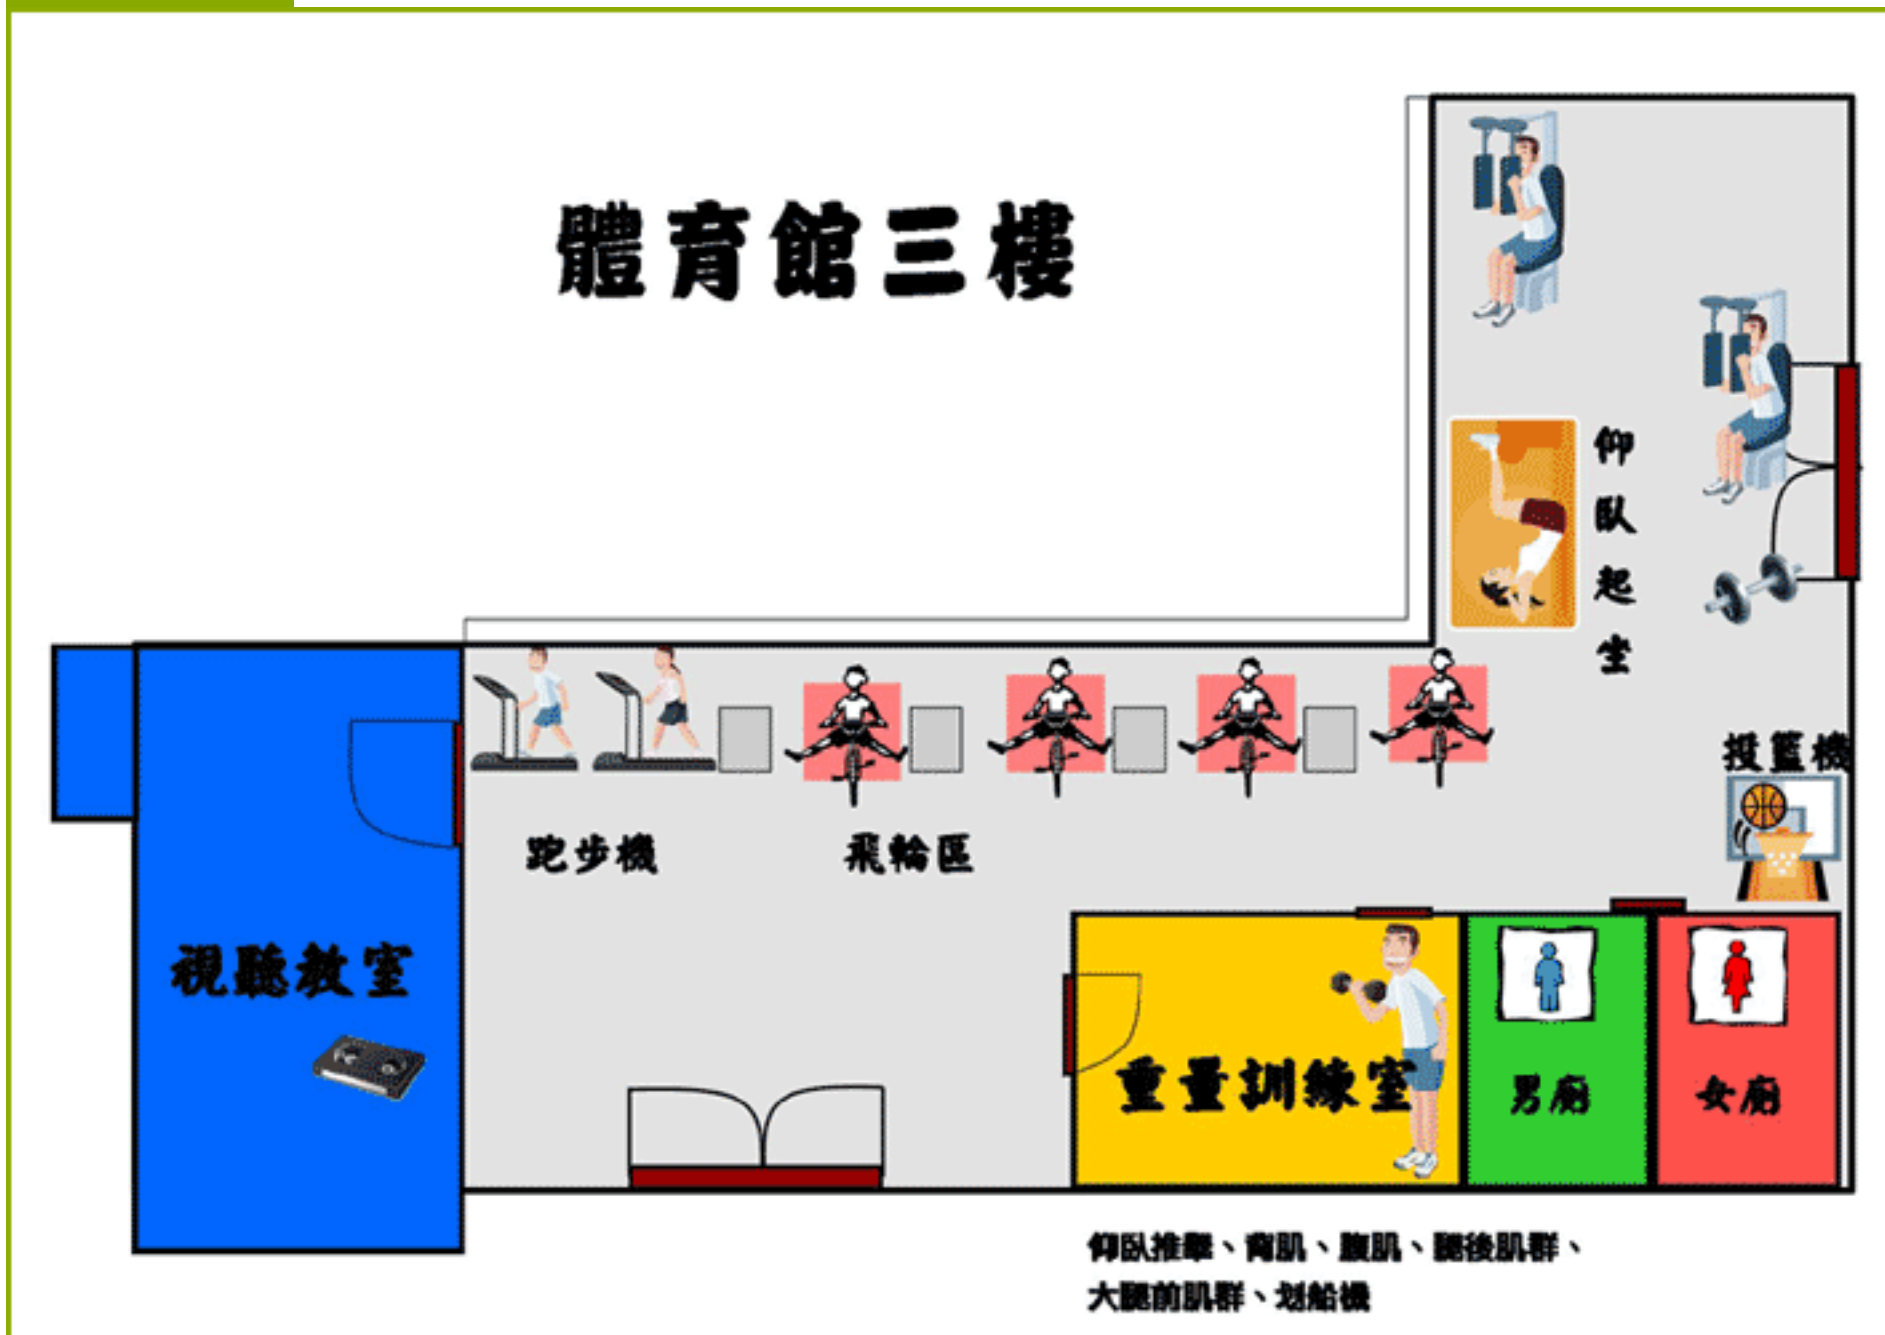 體育館三樓
仰臥起坐
投籃機
跑步機
飛輪區
視聽教室
重量訓練室
男廁
女廁
仰臥推舉、背肌、腹肌、腿後肌群、
大腿前肌群、划船機